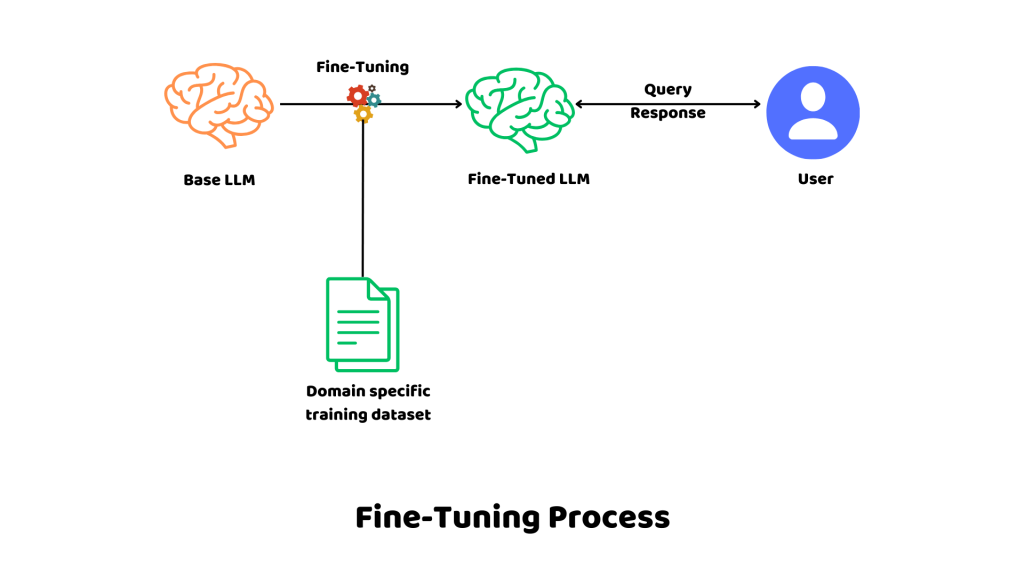 Fine-Tuning
Query
Response
Base LLM
Fine-Tuned LLM
User
Domain specific
training dataset
Fine-Tuning Process